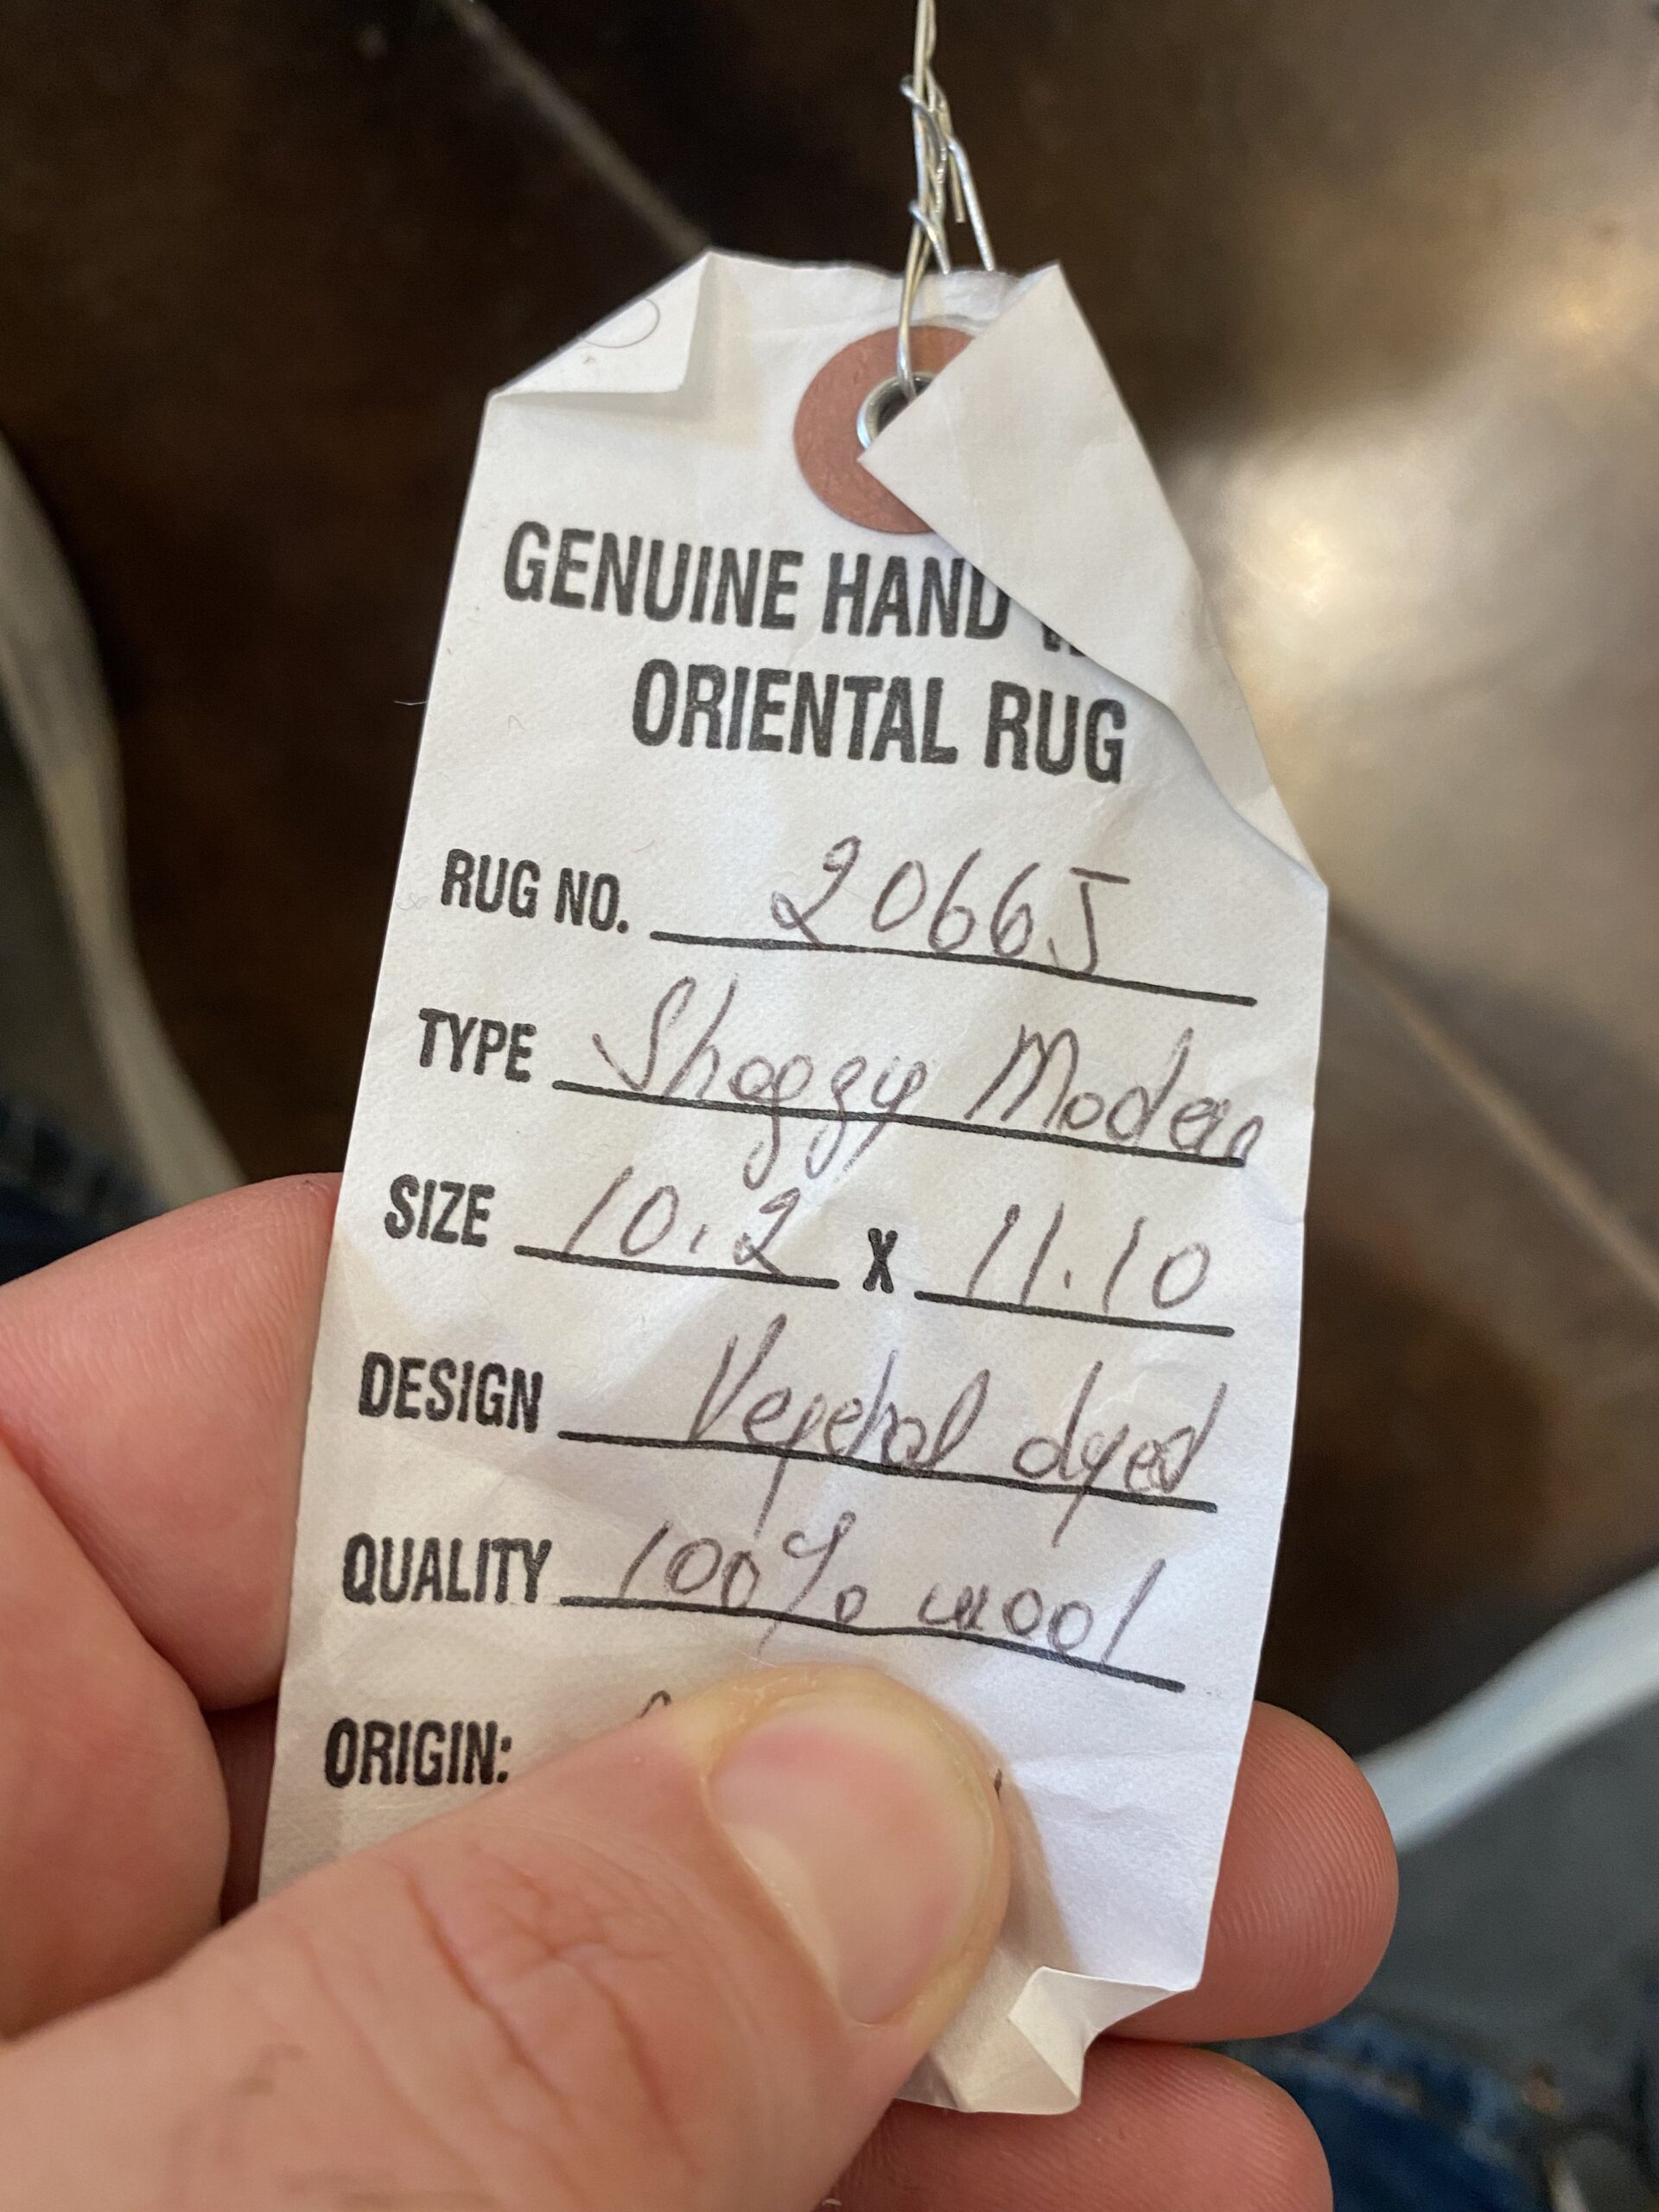 GENUINE HAND
ORIENTAL RUG
RUG NO. 20665
TYPE Shaggy Modern
SIZE 10.2 X 11.10
DESIGN Vegetal dyed
QUALITY 100% wool
ORIGIN: